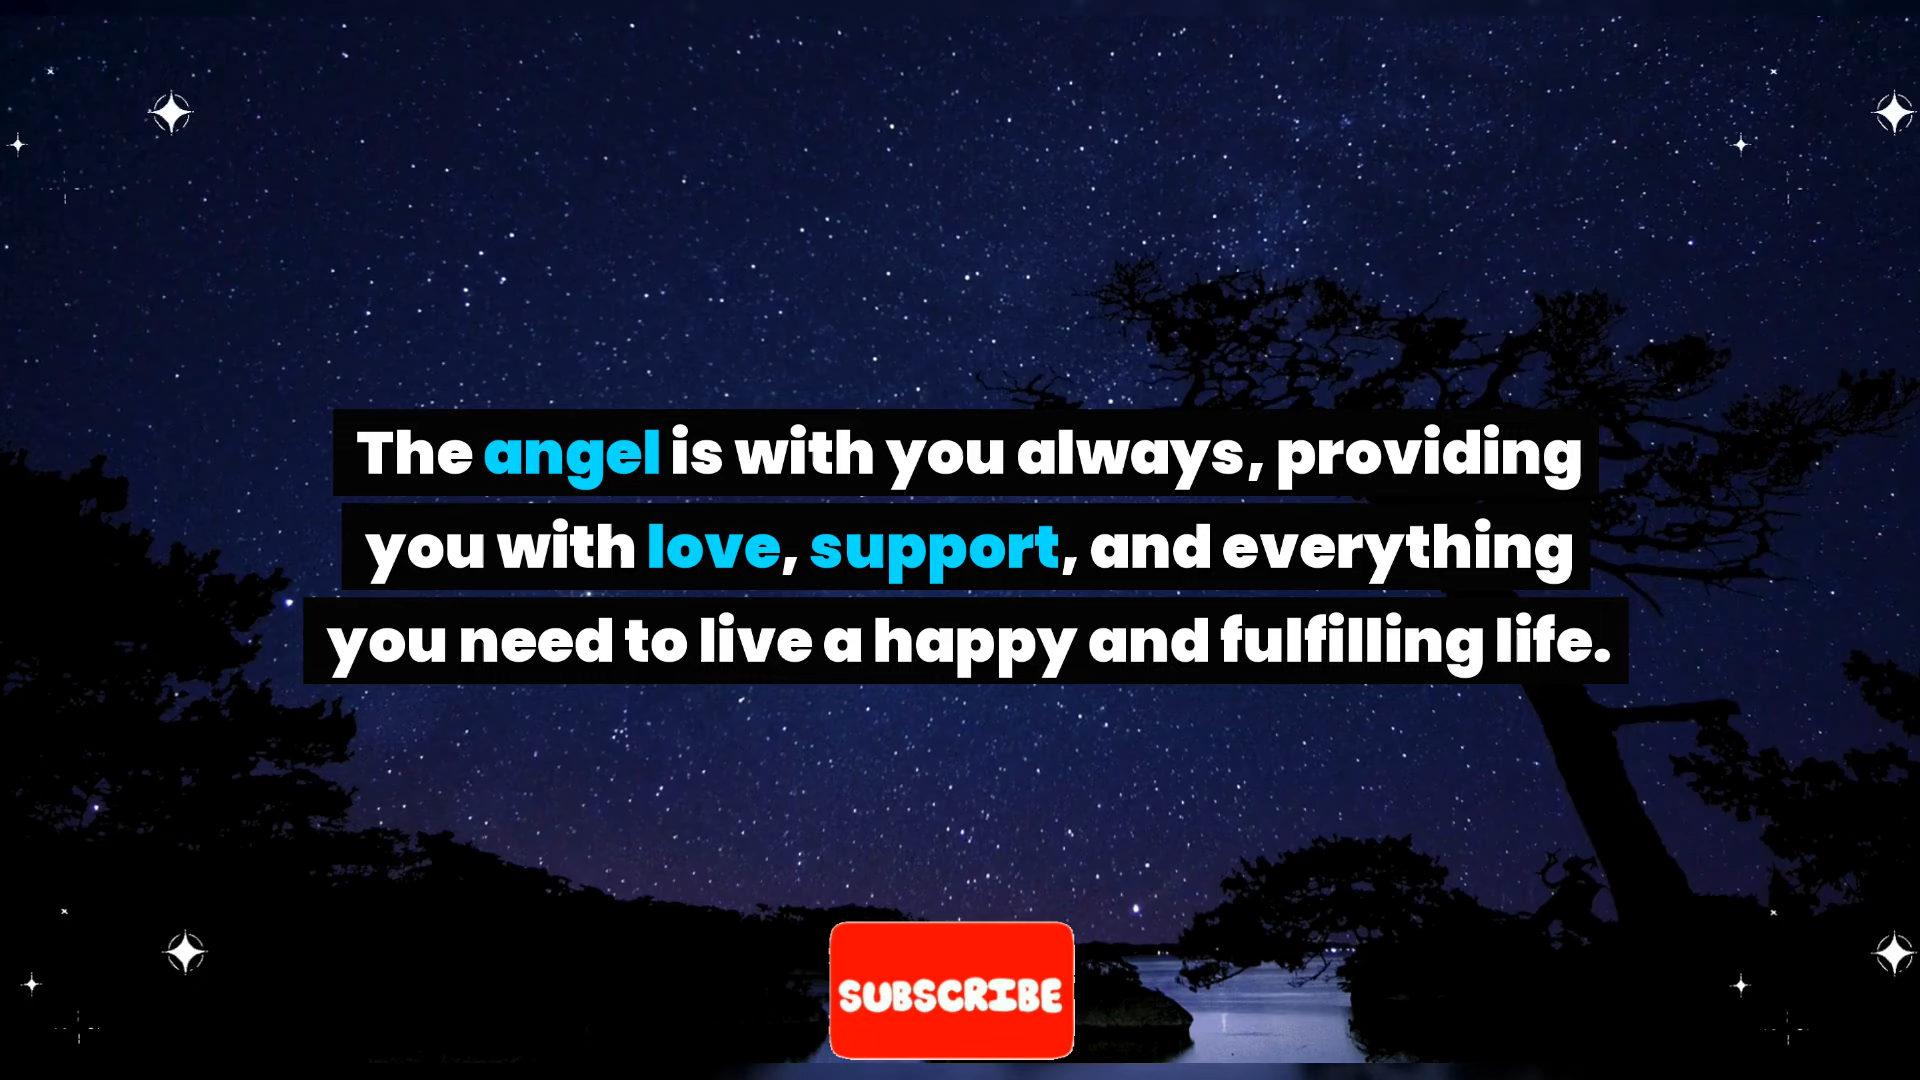 The angel is with you always, providing
you with love, support, and everything
you need to live a happy and fulfilling life.
SUBSCRIBE